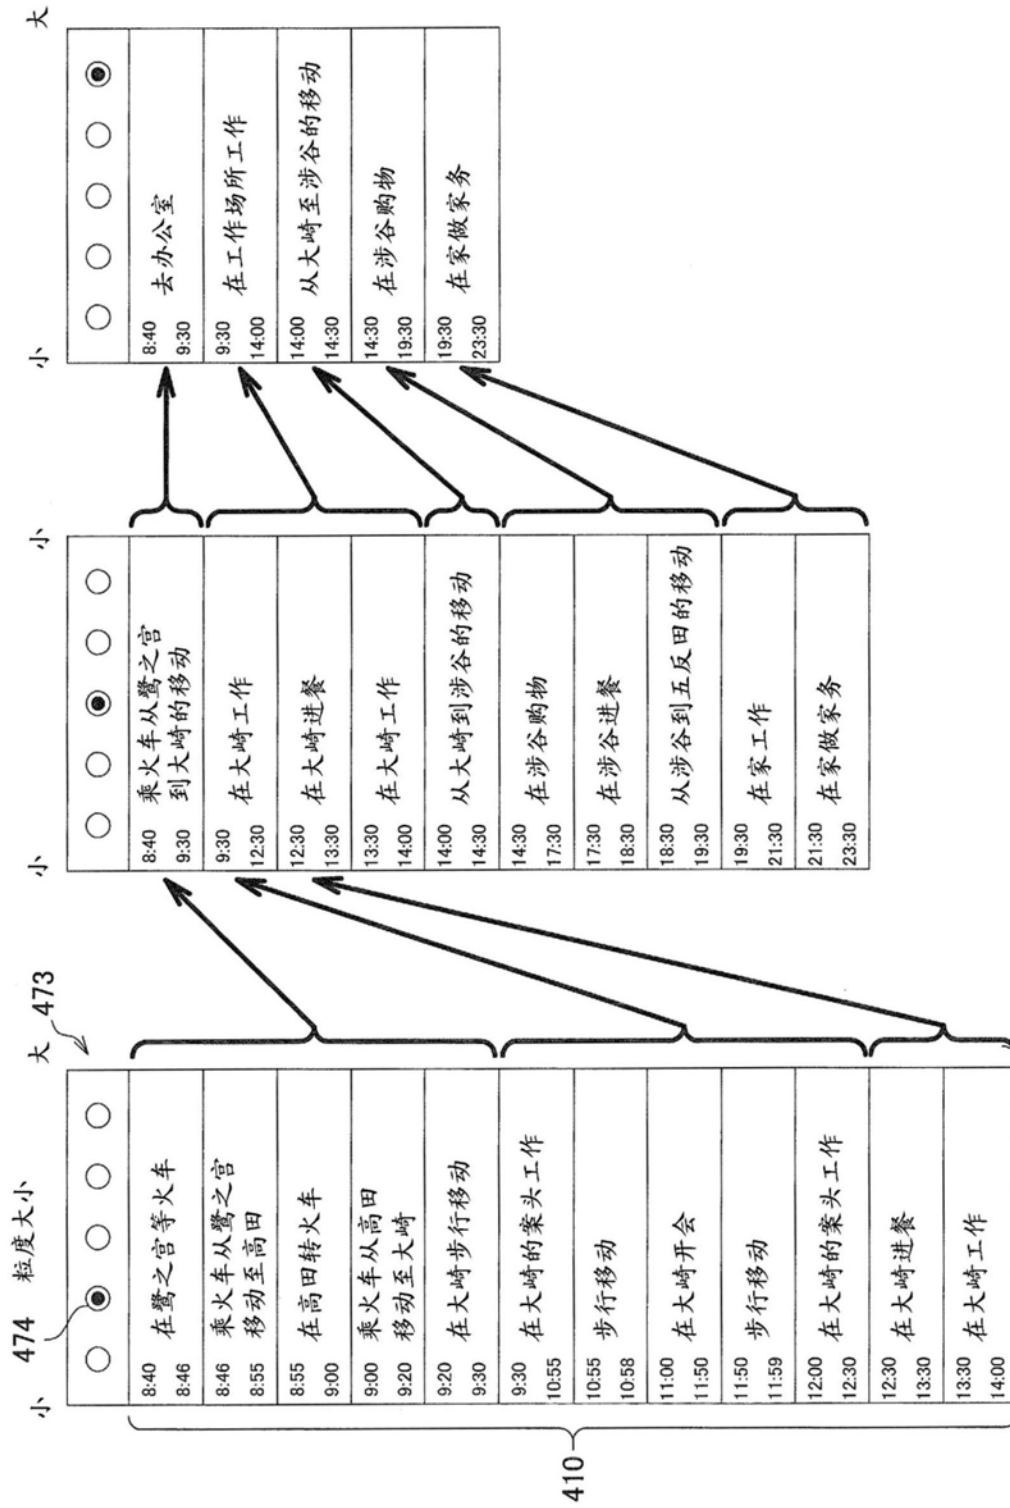 474
粒度大小
473
小
大
8:40
8:46
在鹭之宫等火车
8:46
8:55
乘火车从鹭之宫
移动至高田
8:55
9:00
在高田转火车
9:00
9:20
乘火车从高田
移动至大崎
9:20
9:30
在大崎步行移动
9:30
10:55
在大崎的案头工作
10:55
10:58
步行移动
11:00
11:50
在大崎开会
11:50
11:59
步行移动
12:00
12:30
在大崎的案头工作
12:30
13:30
在大崎进餐
13:30
14:00
在大崎工作
410
小
小
8:40
9:30
乘火车从鹭之宫
到大崎的移动
9:30
12:30
在大崎工作
12:30
13:30
在大崎进餐
13:30
14:00
在大崎工作
14:00
14:30
从大崎到涉谷的移动
14:30
17:30
在涉谷购物
17:30
18:30
在涉谷进餐
18:30
19:30
从涉谷到五反田的移动
19:30
21:30
在家工作
21:30
23:30
在家做家务
小
大
8:40
9:30
去办公室
9:30
14:00
在工作场所工作
14:00
14:30
从大崎至涉谷的移动
14:30
19:30
在涉谷购物
19:30
23:30
在家做家务